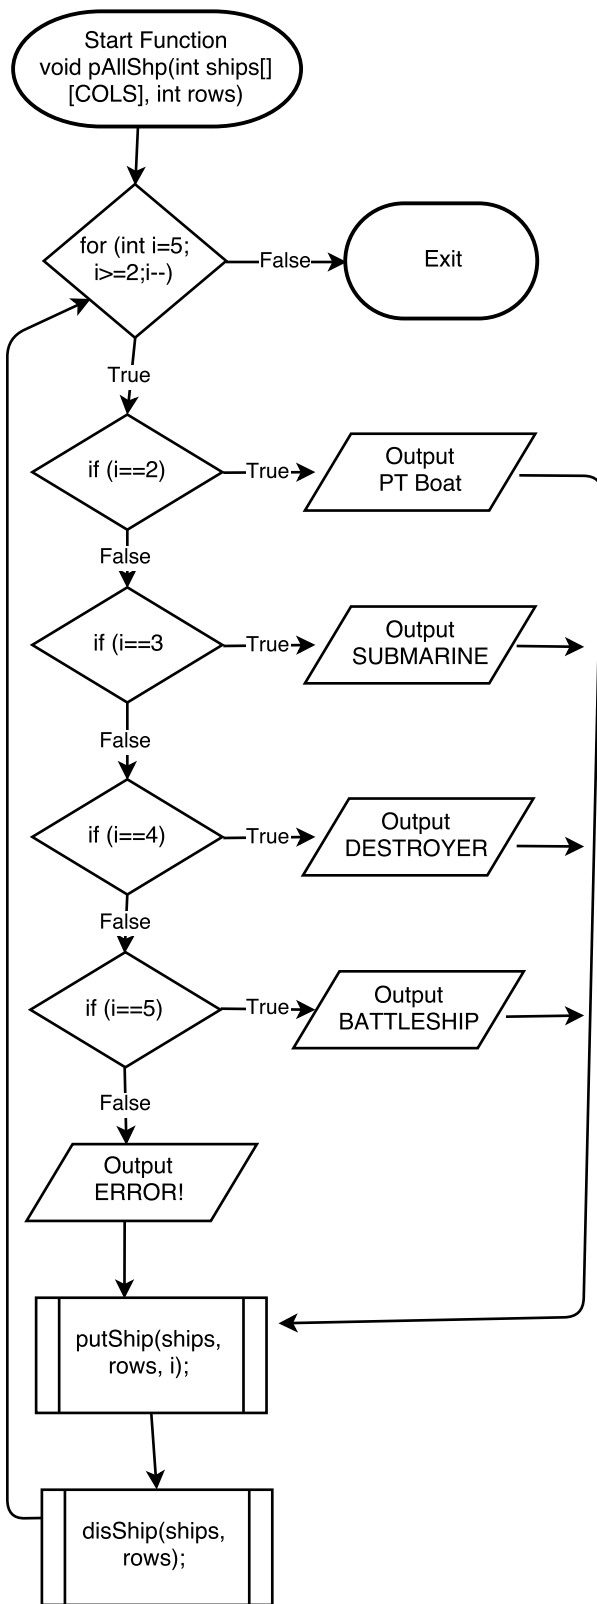 Start Function
void pAllShp(int ships[]
[COLS], int rows)
for (int i=5;
i>=2;i--)
False
Exit
True
if (i==2)
True
Output
PT Boat
False
if (i==3
True
Output
SUBMARINE
False
if (i==4)
True
Output
DESTROYER
False
if (i==5)
True
Output
BATTLESHIP
False
Output
ERROR!
putShip(ships,
rows, i);
disShip(ships,
rows);